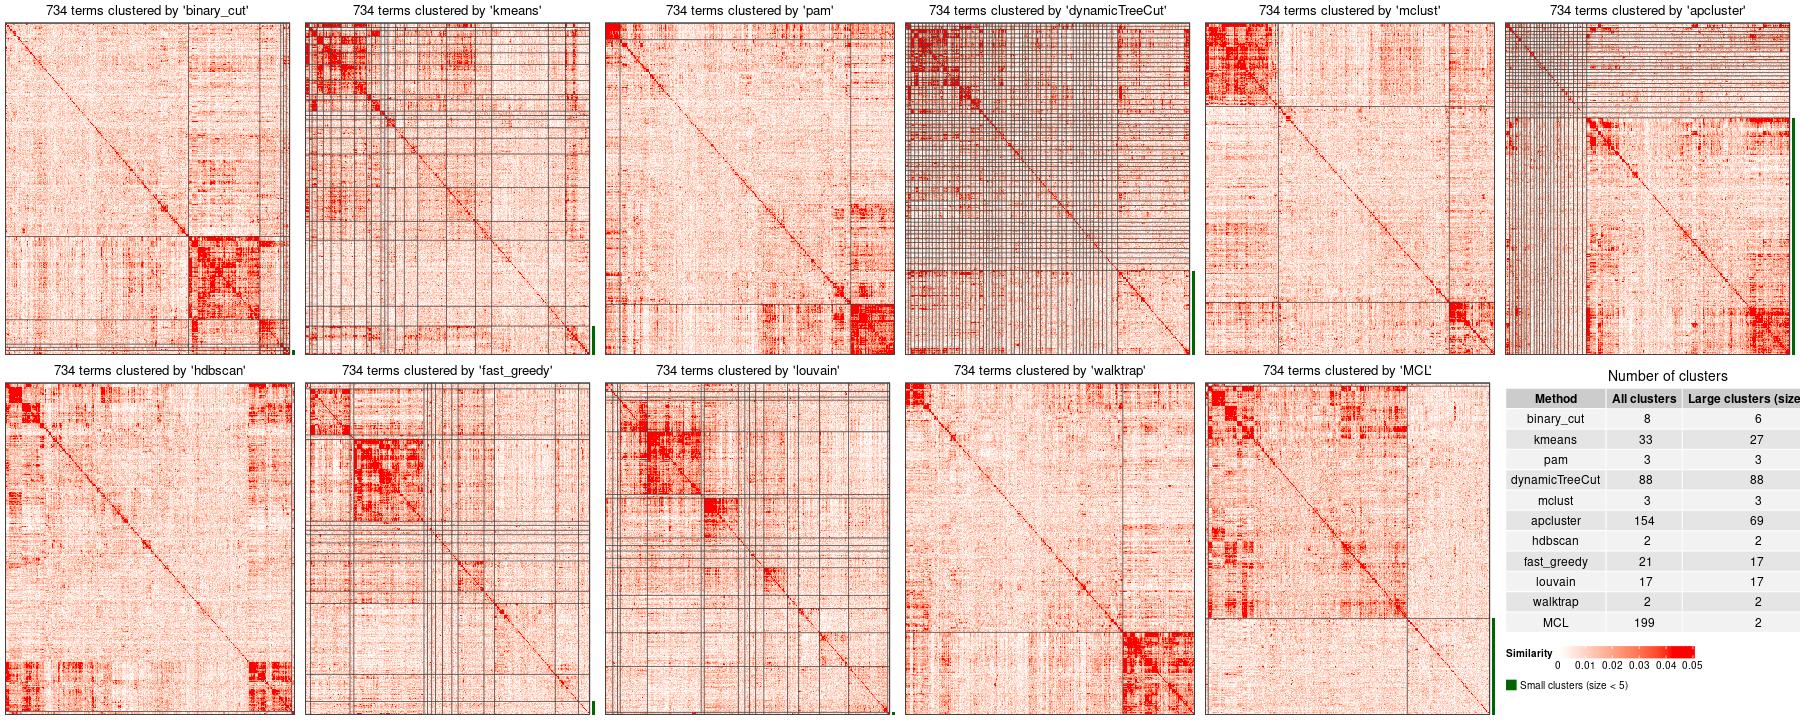 734 terms clustered by 'binary_cut'
734 terms clustered by 'kmeans'
734 terms clustered by 'pam'
734 terms clustered by 'dynamicTreeCut'
734 terms clustered by 'mclust'
734 terms clustered by 'apcluster'
734 terms clustered by 'hdbscan'
734 terms clustered by 'fast_greedy'
734 terms clustered by 'louvain'
734 terms clustered by 'walktrap'
734 terms clustered by 'MCL'
Number of clusters
Method All clusters Large clusters (size
binary_cut 8 6
kmeans 33 27
pam 3 3
dynamicTreeCut 88 88
mclust 3 3
apcluster 154 69
hdbscan 2 2
fast_greedy 21 17
louvain 17 17
walktrap 2 2
MCL 199 2
Similarity
0 0.01 0.02 0.03 0.04 0.05
Small clusters (size < 5)